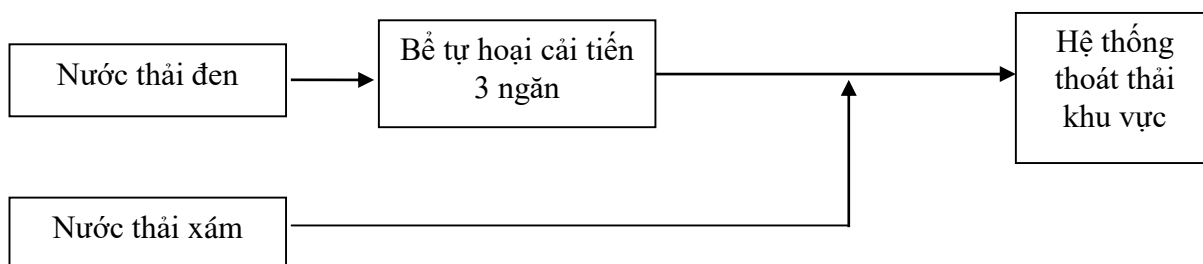 Nước thải đen
Bể tự hoại cải tiến
3 ngăn
Hệ thống
thoát thải
khu vực
Nước thải xám